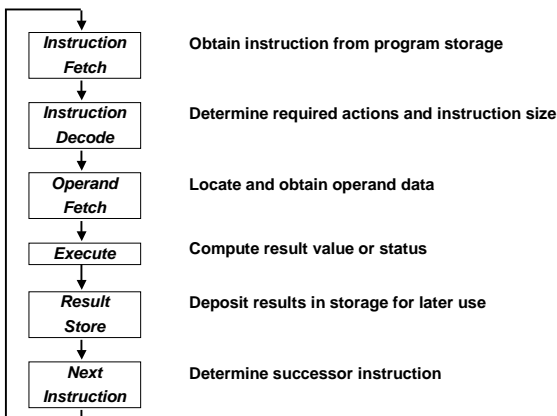 Instruction
Fetch
Obtain instruction from program storage
Instruction
Decode
Determine required actions and instruction size
Operand
Fetch
Locate and obtain operand data
Execute
Compute result value or status
Result
Store
Deposit results in storage for later use
Next
Instruction
Determine successor instruction